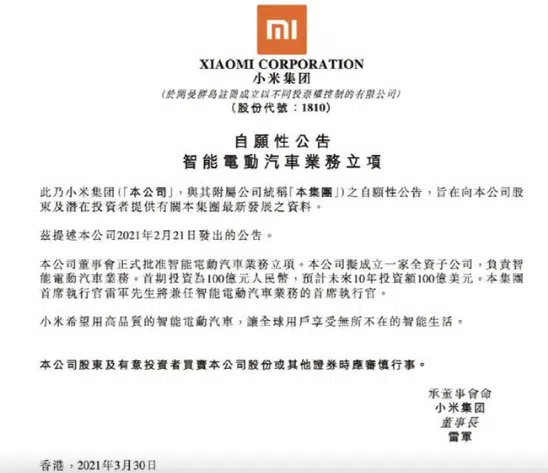 MI
XIAOMI CORPORATION
小米集团
(於開曼群島註冊成立以不同投票權控制的有限公司)
(股份代號：1810)
自願性公告
智能電動汽車業務立項
此乃小米集團(「本公司」，與其附屬公司統稱「本集團」)之自願性公告，旨在向本公司股
東及潛在投資者提供有關本集團最新發展之資料。
茲提述本公司2021年2月21日發出的公告。
本公司董事會正式批准智能電動汽車業務立項。本公司擬成立一家全資子公司，負責智
能電動汽車業務。首期投資為100億元人民幣，預計未來10年投資額100億美元。本集團
首席執行官雷軍先生將兼任智能電動汽車業務的首席執行官。
小米希望用高品質的智能電動汽車，讓全球用戶享受無所不在的智能生活。
本公司股東及有意投資者買賣本公司股份或其他證券時應審慎行事。
承董事會命
小米集團
董事長
雷軍
香港，2021年3月30日